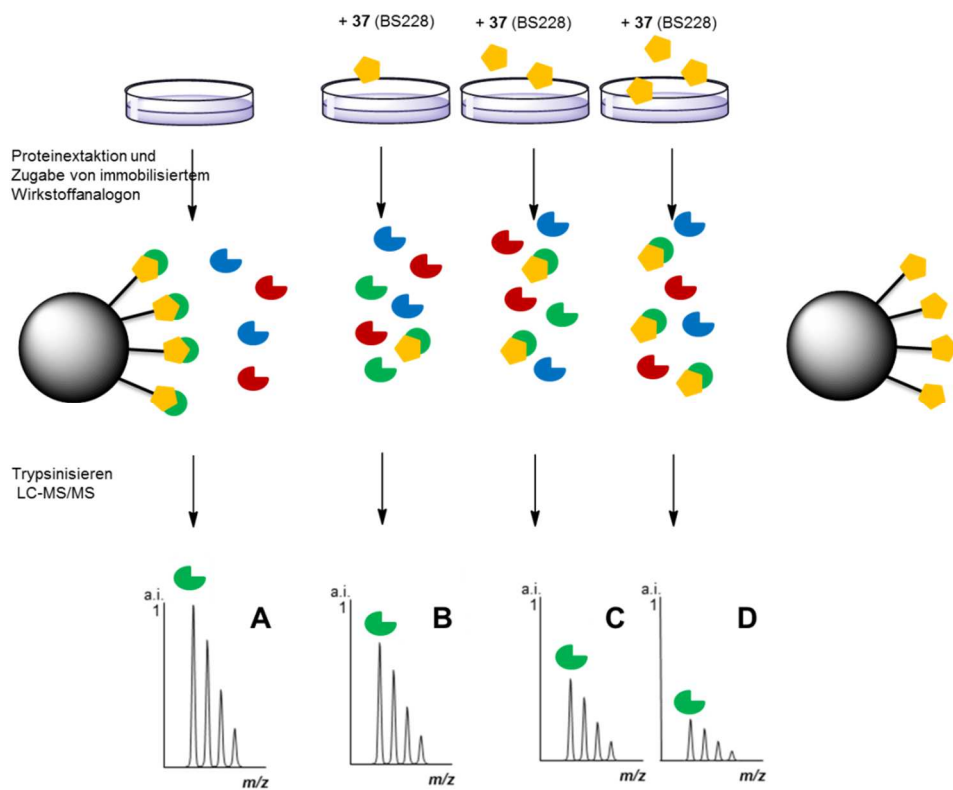 + 37 (BS228)
+ 37 (BS228)
+ 37 (BS228)
Proteinextaktion und
Zugabe von immobilisiertem
Wirkstoffanalogon
Trypsinisieren
LC-MS/MS
a.i.
1
A
m/z
a.i.
1
B
m/z
a.i.
1
C
m/z
a.i.
1
D
m/z